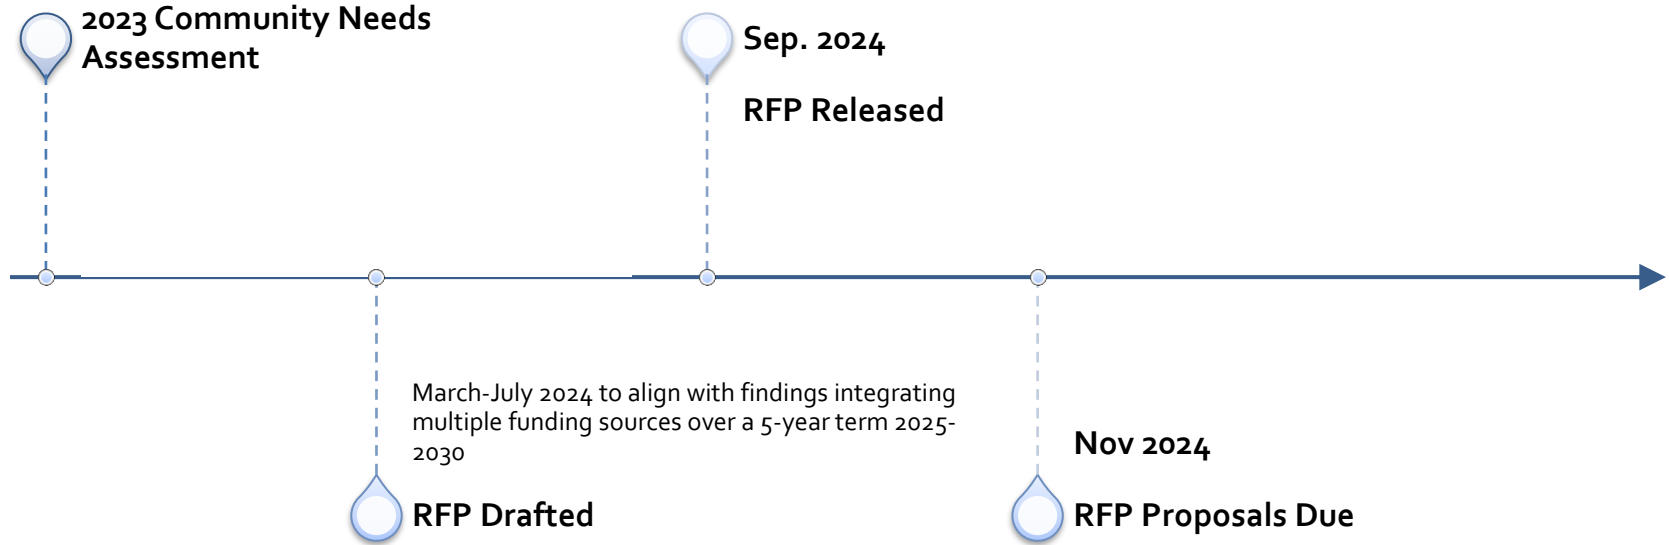 2023 Community Needs
Assessment
Sep. 2024
RFP Released
March-July 2024 to align with findings integrating
multiple funding sources over a 5-year term 2025-
2030
RFP Drafted
Nov 2024
RFP Proposals Due